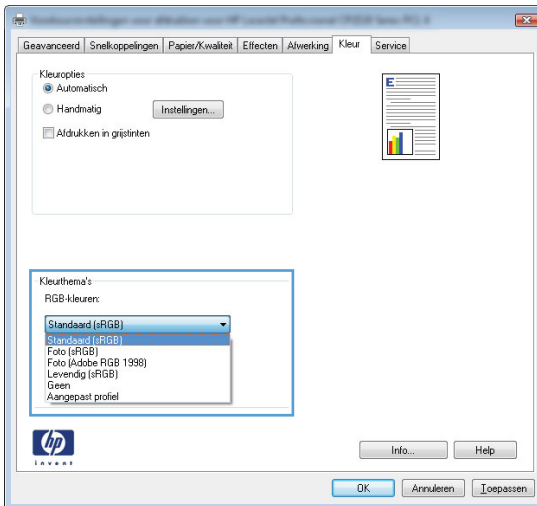 Geavanceerd Snelkoppelingen Papier/Kwaliteit Effecten Afwerking Kleur Service
Kleuropties
Automatisch
Handmatig Instellingen...
Afdrukken in grijstinten
E
Kleurthema's
RGB-kleuren:
Standaard (sRGB)
Standaard (sRGB)
Foto (sRGB)
Foto (Adobe RGB 1998)
Levendig (sRGB)
Geen
Aangepast profiel
hp
invent
Info... Help
OK Annuleren Toepassen